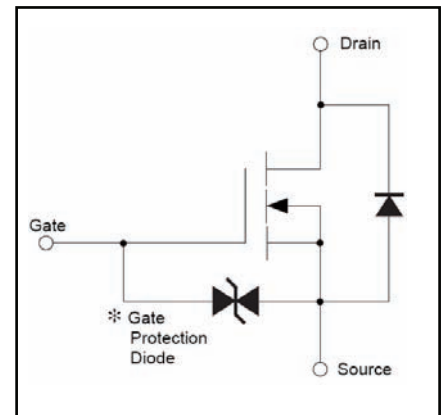 Drain
Gate
* Gate
Protection
Diode
Source